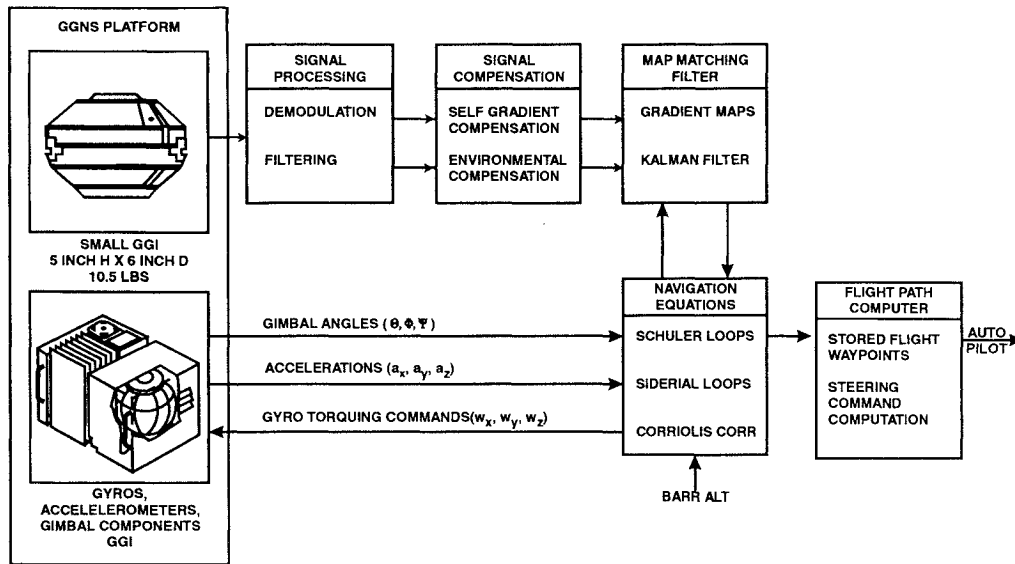 GGNS PLATFORM
SMALL GGI
5 INCH H X 6 INCH D
10.5 LBS
GYROS,
ACCELELEROMETERS,
GIMBAL COMPONENTS
GGI
SIGNAL
PROCESSING
DEMODULATION
FILTERING
SIGNAL
COMPENSATION
SELF GRADIENT
COMPENSATION
ENVIRONMENTAL
COMPENSATION
MAP MATCHING
FILTER
GRADIENT MAPS
KALMAN FILTER
GIMBAL ANGLES (Θ, Φ, Ψ)
ACCELERATIONS (ax, ay, az)
GYRO TORQUING COMMANDS(wx, wy, wz)
NAVIGATION
EQUATIONS
SCHULER LOOPS
SIDERIAL LOOPS
CORRIOLIS CORR
BARR ALT
FLIGHT PATH
COMPUTER
STORED FLIGHT
WAYPOINTS
STEERING
COMMAND
COMPUTATION
AUTO
PILOT